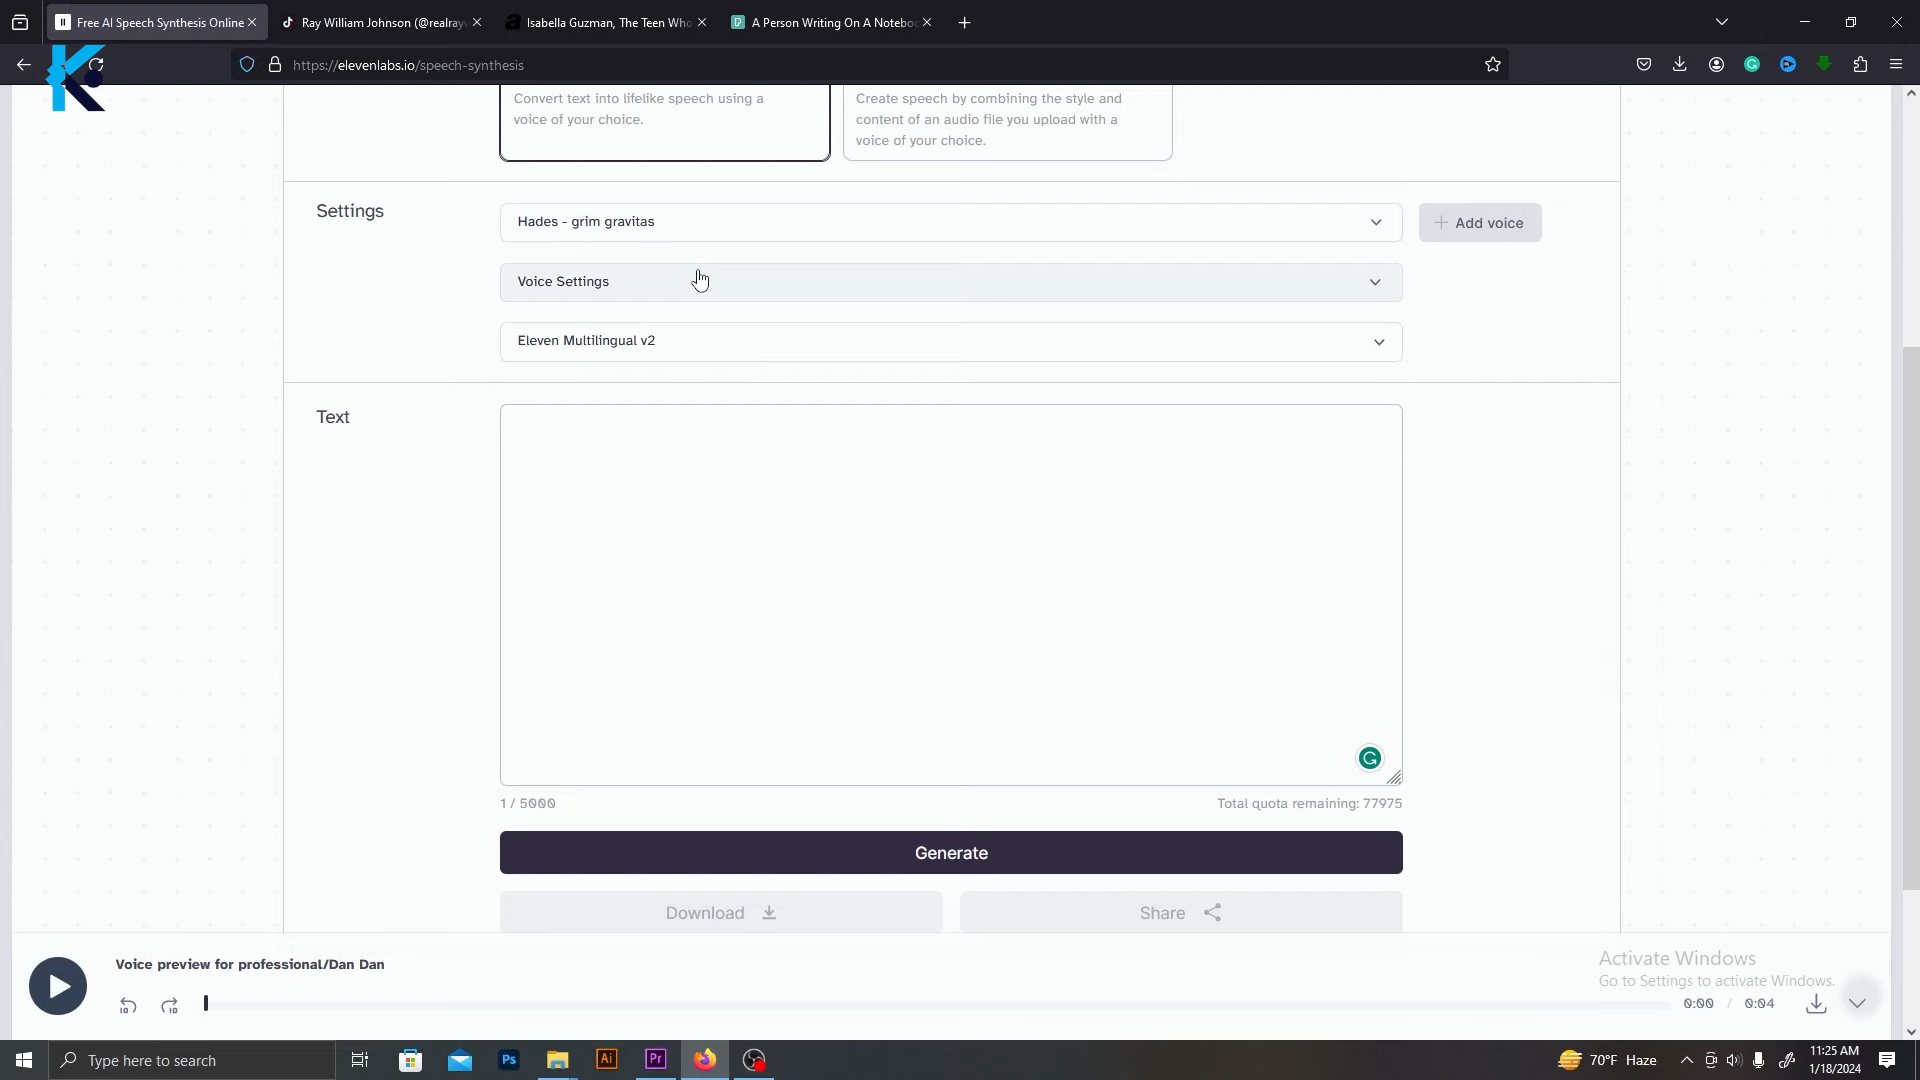 Free AI Speech Synthesis Online
Ray William Johnson (@realray
Isabella Guzman, The Teen Who
A Person Writing On A Notebo
https://elevenlabs.io/speech-synthesis
Convert text into lifelike speech using a
voice of your choice.
Create speech by combining the style and
content of an audio file you upload with a
voice of your choice.
Settings
Hades - grim gravitas
Add voice
Voice Settings
Eleven Multilingual v2
Text
1 / 5000
Total quota remaining: 77975
Generate
Download
Share
Voice preview for professional/Dan Dan
Activate Windows
Go to Settings to activate Windows.
10
10
0:00 / 0:04
Type here to search
Ps
Ai
Pr
70°F Haze
11:25 AM
1/18/2024